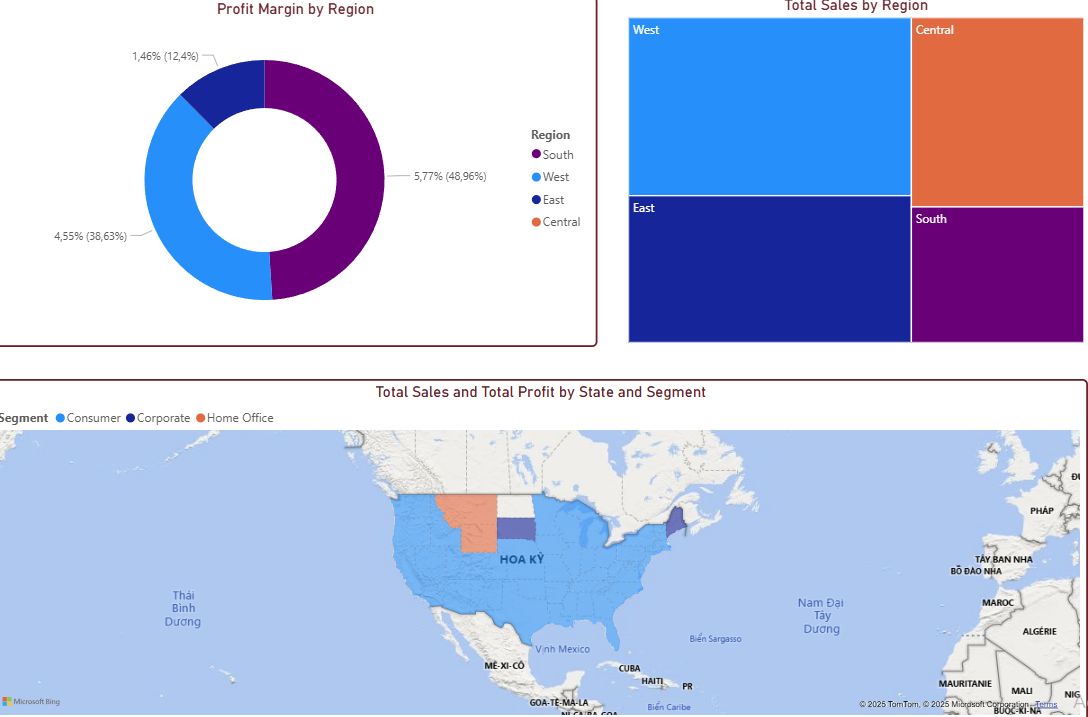 Profit Margin by Region
1,46% (12,4%)
5,77% (48,96%)
4,55% (38,63%)
Region
South
West
East
Central
Total Sales by Region
West
Central
East
South
Total Sales and Total Profit by State and Segment
Segment
Consumer
Corporate
Home Office
HOA KỲ
PHÁP
TÂY BAN NHA
BỒ ĐÀO NHA
MAROC
ALGÉRIE
Thái
Bình
Dương
Nam Đại
Tây
Dương
Biển Sargasso
Vịnh Mexico
MÊ-XI-CÔ
CUBA
HAITI
PR
MAURITANIE
MALI
NIG
GOA-TÊ-MA-LA
Biển Caribe
Microsoft Bing
© 2025 TomTom, © 2025 Microsoft Corporation
Terms